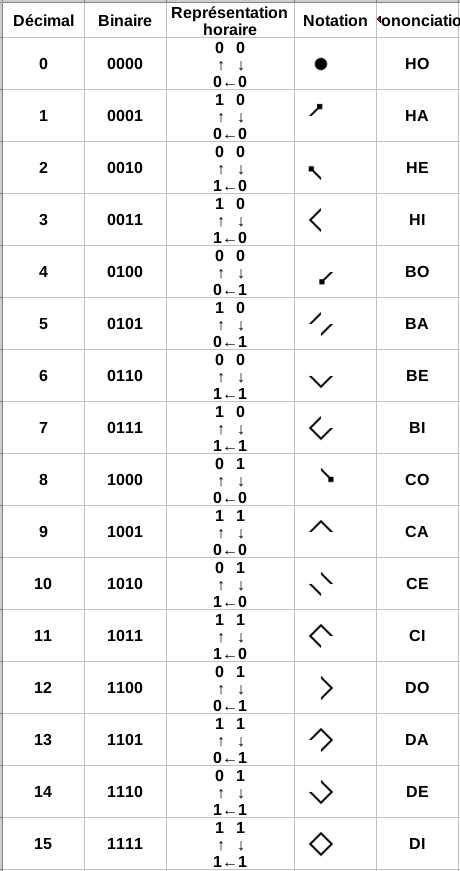 Décimal Binaire Représentation horaire Notation ononciatio
0 0000 0 0 ↑ ↓ 0←0 HO
1 0001 1 0 ↑ ↓ 0←0 HA
2 0010 0 0 ↑ ↓ 1←0 HE
3 0011 1 0 ↑ ↓ 1←0 HI
4 0100 0 0 ↑ ↓ 0←1 BO
5 0101 1 0 ↑ ↓ 0←1 BA
6 0110 0 0 ↑ ↓ 1←1 BE
7 0111 1 0 ↑ ↓ 1←1 BI
8 1000 0 1 ↑ ↓ 0←0 CO
9 1001 1 1 ↑ ↓ 0←0 CA
10 1010 0 1 ↑ ↓ 1←0 CE
11 1011 1 1 ↑ ↓ 1←0 CI
12 1100 0 1 ↑ ↓ 0←1 DO
13 1101 1 1 ↑ ↓ 0←1 DA
14 1110 0 1 ↑ ↓ 1←1 DE
15 1111 1 1 ↑ ↓ 1←1 DI